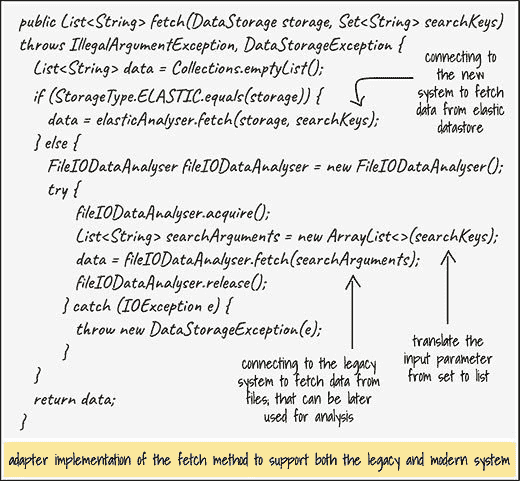 public List<String> fetch(DataStorage storage, Set<String> searchKeys)
throws IllegalArgumentException, DataStorageException {
List<String> data = Collections.emptyList();
if (StorageType.ELASTIC.equals(storage)) {
data = elasticAnalyser.fetch(storage, searchKeys);
} else {
FileIODataAnalyser fileIODataAnalyser = new FileIODataAnalyser();
try {
fileIODataAnalyser.acquire();
List<String> searchArguments = new ArrayList<>(searchKeys);
data = fileIODataAnalyser.fetch(searchArguments);
fileIODataAnalyser.release();
} catch (IOException e) {
throw new DataStorageException(e);
}
}
return data;
}
connecting to
the new
system to fetch
data from elastic
datastore
connecting to the legacy
system to fetch data from
files, that can be later
used for analysis
translate the
input parameter
from set to list
adapter implementation of the fetch method to support both the legacy and modern system